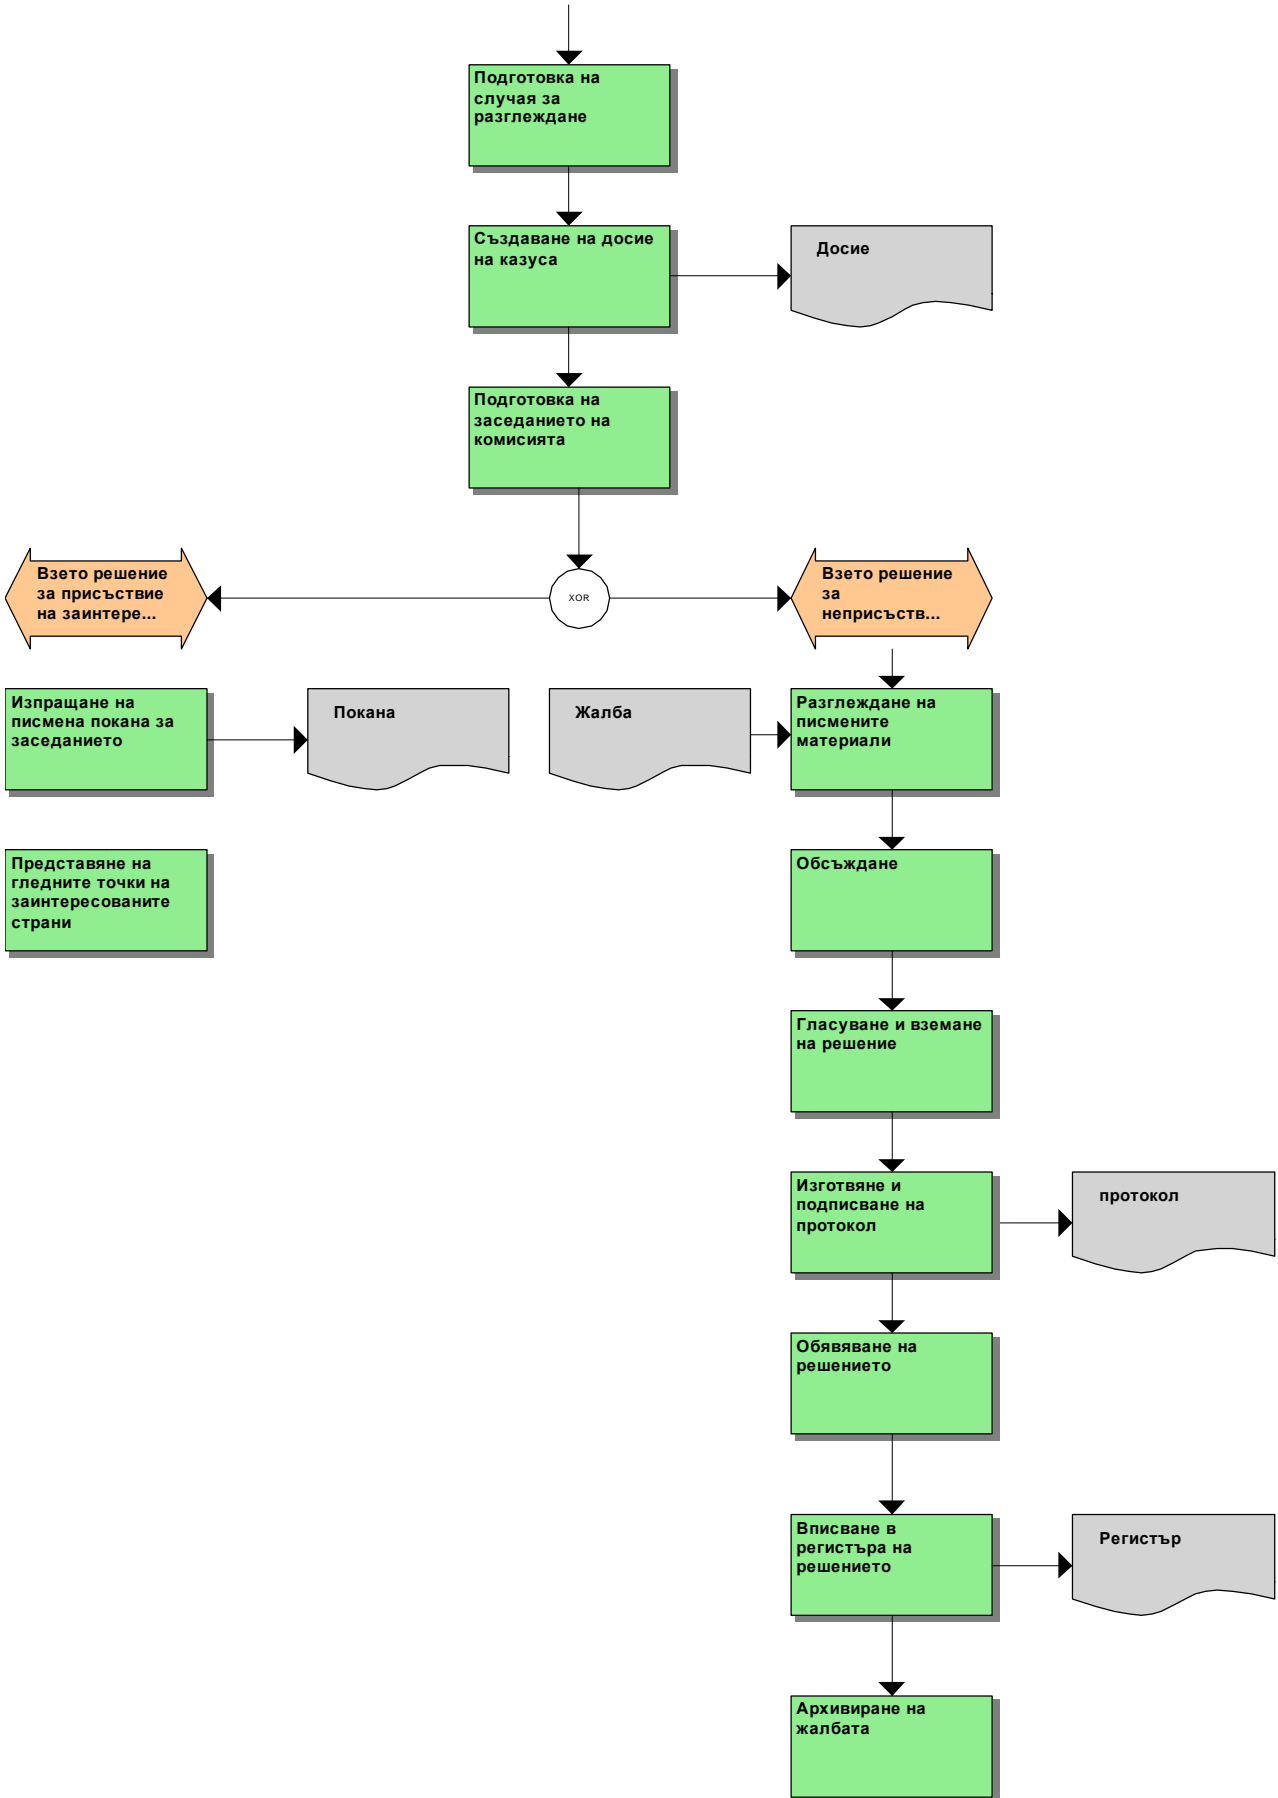 Подготовка на
случая за
разглеждане
Създаване на досие
на казуса
Досие
Подготовка на
заседанието на
комисията
Взето решение
за присъствие
на заинтере...
XOR
Взето решение
за
неприсъств...
Изпращане на
писмена покана за
заседанието
Покана
Жалба
Разглеждане на
писмените
материали
Представяне на
гледните точки на
заинтересованите
страни
Обсъждане
Гласуване и вземане
на решение
Изготвяне и
подписване на
протокол
протокол
Обявяване на
решението
Вписване в
регистъра на
решението
Регистър
Архивиране на
жалбата